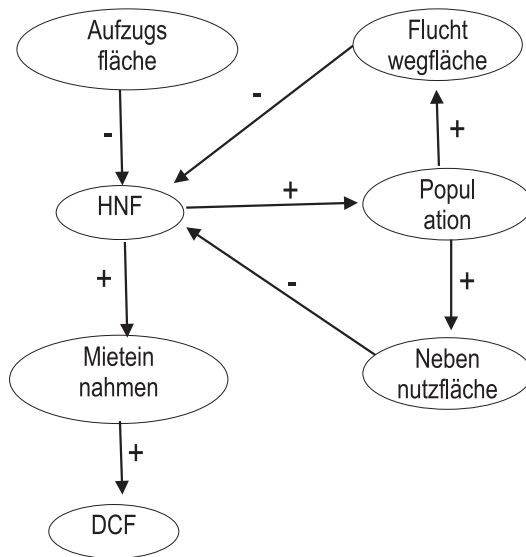 Aufzugs
fläche
Flucht
wegfläche
-
-
+
HNF
+
Popul
ation
+
-
+
Mietein
nahmen
Neben
nutzfläche
+
DCF